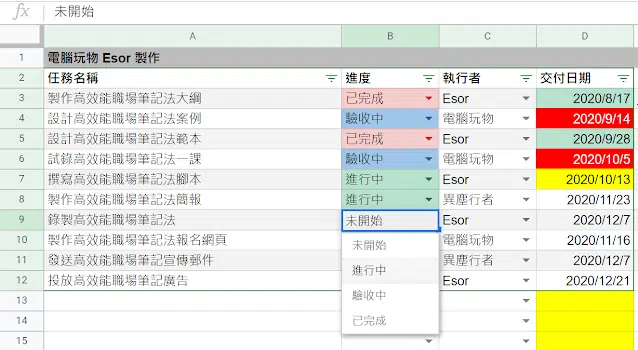 fx 未開始
A B C D
1 電腦玩物 Esor 製作
2 任務名稱 進度 執行者 交付日期
3 製作高效能職場筆記法大綱 已完成 Esor 2020/8/17
4 設計高效能職場筆記法案例 驗收中 電腦玩物 2020/9/14
5 設計高效能職場筆記法範本 已完成 Esor 2020/9/28
6 試錄高效能職場筆記法一課 驗收中 電腦玩物 2020/10/5
7 撰寫高效能職場筆記法腳本 進行中 Esor 2020/10/13
8 製作高效能職場筆記法簡報 進行中 異塵行者 2020/11/23
9 錄製高效能職場筆記法 未開始 Esor 2020/12/7
10 製作高效能職場筆記法報名網頁 未開始 電腦玩物 2020/11/16
11 發送高效能職場筆記宣傳郵件 進行中 異塵行者 2020/12/7
12 投放高效能職場筆記廣告 驗收中 Esor 2020/12/21
13 已完成
14
15